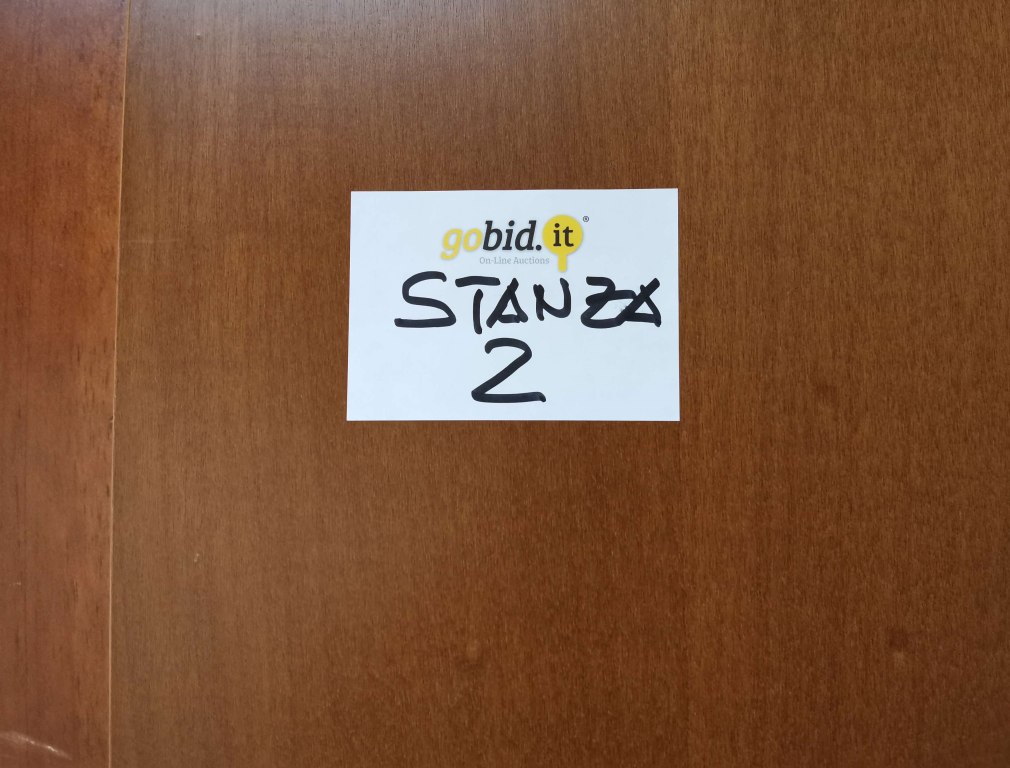 gobid.it®
On-Line Auctions
STANZA
2